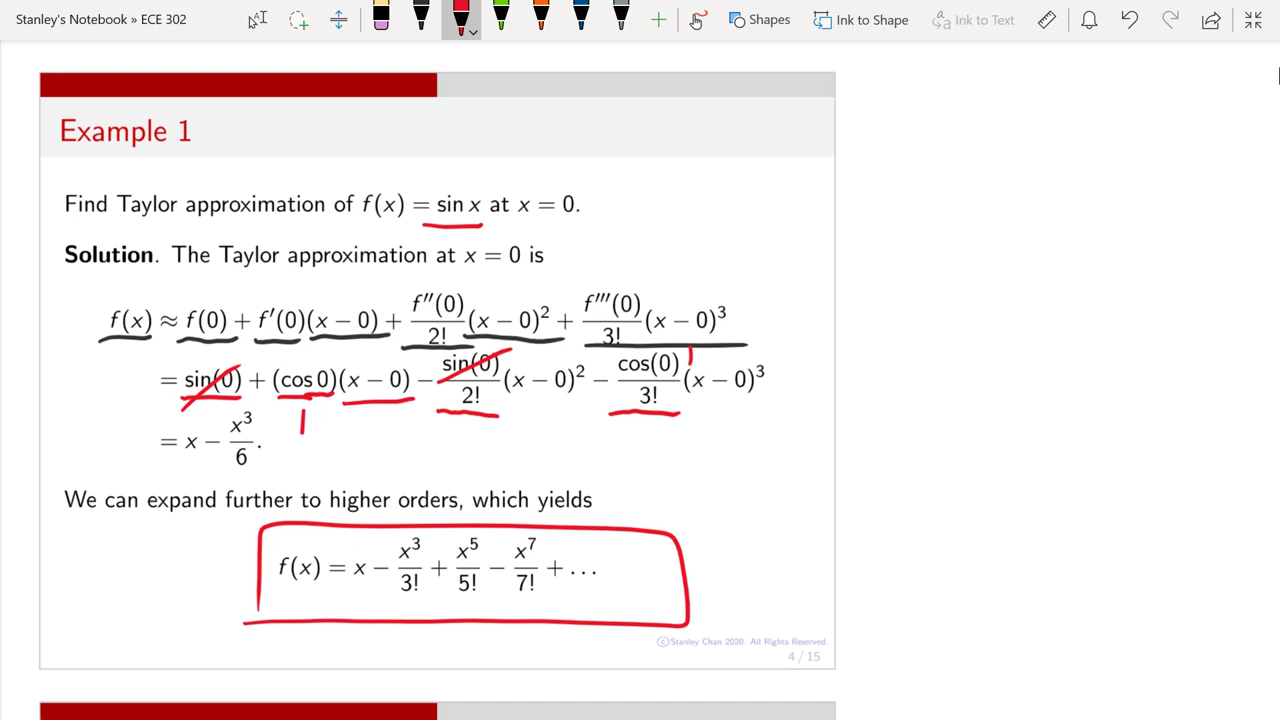 Stanley's Notebook » ECE 302
Shapes
Ink to Shape
Ink to Text
Example 1
Find Taylor approximation of f(x) = sin x at x = 0.
Solution. The Taylor approximation at x = 0 is
f(x) ≈ f(0) + f′(0)(x − 0) + f″(0)/2! (x − 0)² + f‴(0)/3! (x − 0)³
= sin(0) + (cos 0)(x − 0) − sin(0)/2! (x − 0)² − cos(0)/3! (x − 0)³
1
1
= x − x³/6.
We can expand further to higher orders, which yields
f(x) = x − x³/3! + x⁵/5! − x⁷/7! + …
©Stanley Chan 2020. All Rights Reserved.
4 / 15